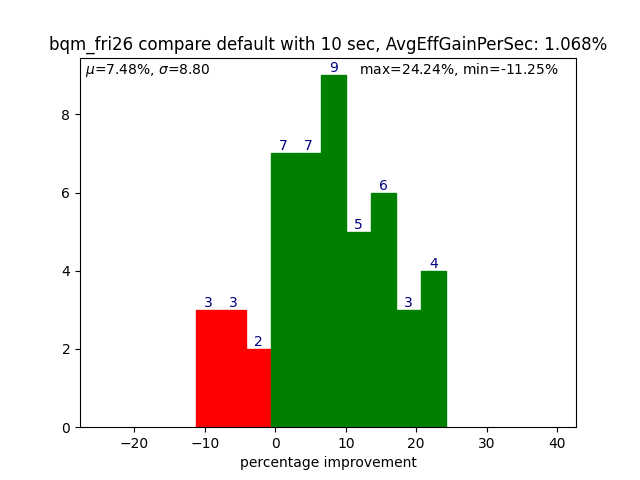 bqm_fri26 compare default with 10 sec, AvgEffGainPerSec: 1.068%
μ=7.48%, σ=8.80
max=24.24%, min=-11.25%
9
7 7
6
5
4
3 3
3
2
8
6
4
2
0
−20 −10 0 10 20 30 40
percentage improvement